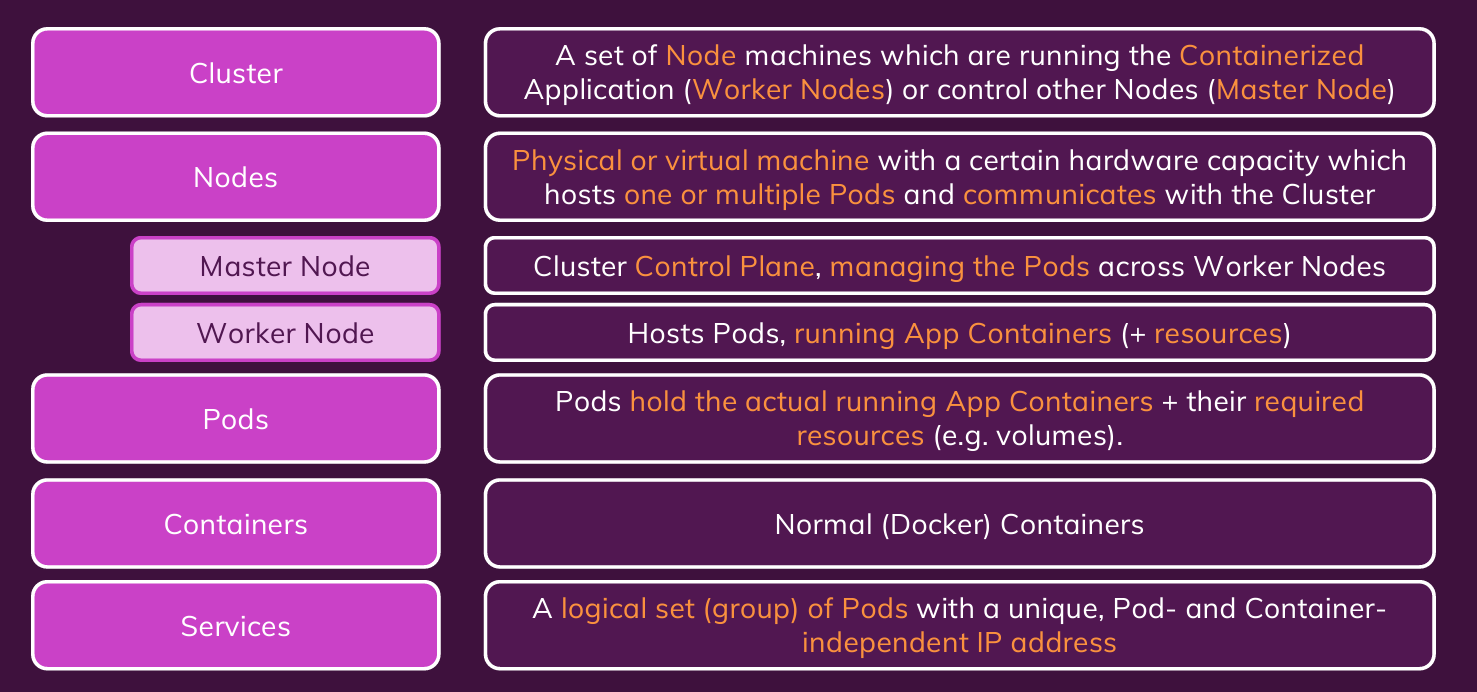 Cluster
A set of Node machines which are running the Containerized
Application (Worker Nodes) or control other Nodes (Master Node)
Nodes
Physical or virtual machine with a certain hardware capacity which
hosts one or multiple Pods and communicates with the Cluster
Master Node
Cluster Control Plane, managing the Pods across Worker Nodes
Worker Node
Hosts Pods, running App Containers (+ resources)
Pods
Pods hold the actual running App Containers + their required
resources (e.g. volumes).
Containers
Normal (Docker) Containers
Services
A logical set (group) of Pods with a unique, Pod- and Container-
independent IP address